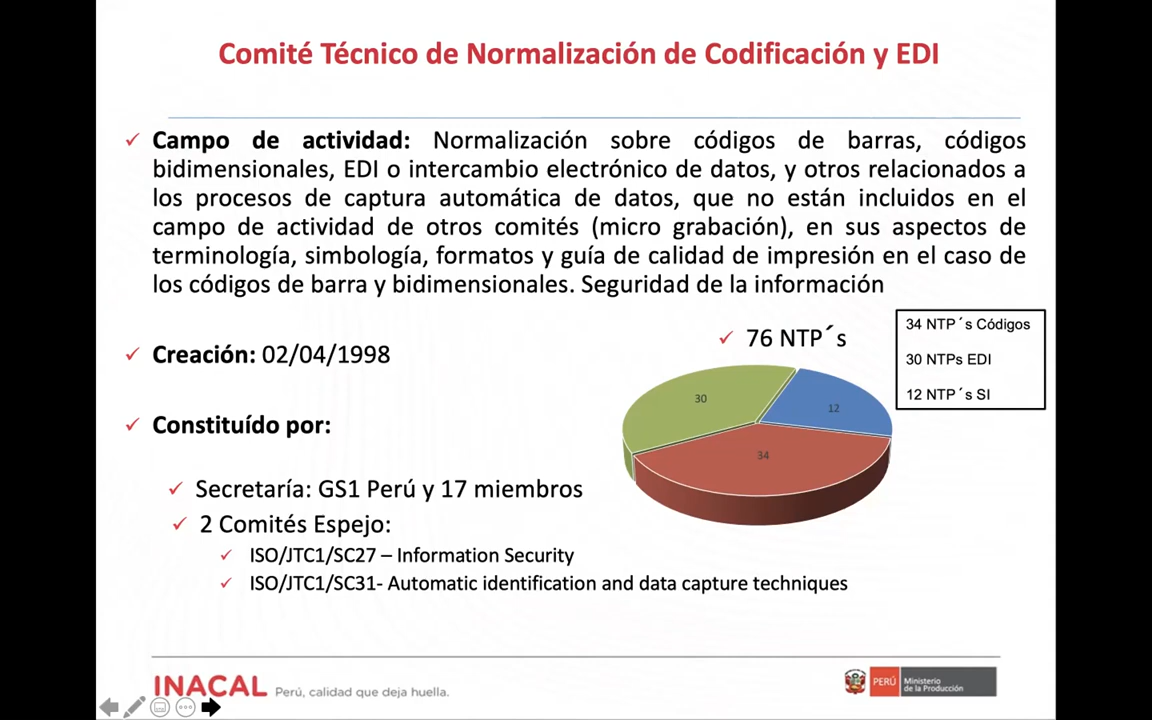 Comité Técnico de Normalización de Codificación y EDI
✓ Campo de actividad: Normalización sobre códigos de barras, códigos
bidimensionales, EDI o intercambio electrónico de datos, y otros relacionados a
los procesos de captura automática de datos, que no están incluidos en el
campo de actividad de otros comités (micro grabación), en sus aspectos de
terminología, simbología, formatos y guía de calidad de impresión en el caso de
los códigos de barra y bidimensionales. Seguridad de la información
✓ 76 NTP´s
34 NTP´s Códigos
30 NTPs EDI
12 NTP´s SI
✓ Creación: 02/04/1998
30
12
34
✓ Constituído por:
✓ Secretaría: GS1 Perú y 17 miembros
✓ 2 Comités Espejo:
✓ ISO/JTC1/SC27 – Information Security
✓ ISO/JTC1/SC31- Automatic identification and data capture techniques
INACAL Perú, calidad que deja huella.
PERÚ
Ministerio
de la Producción